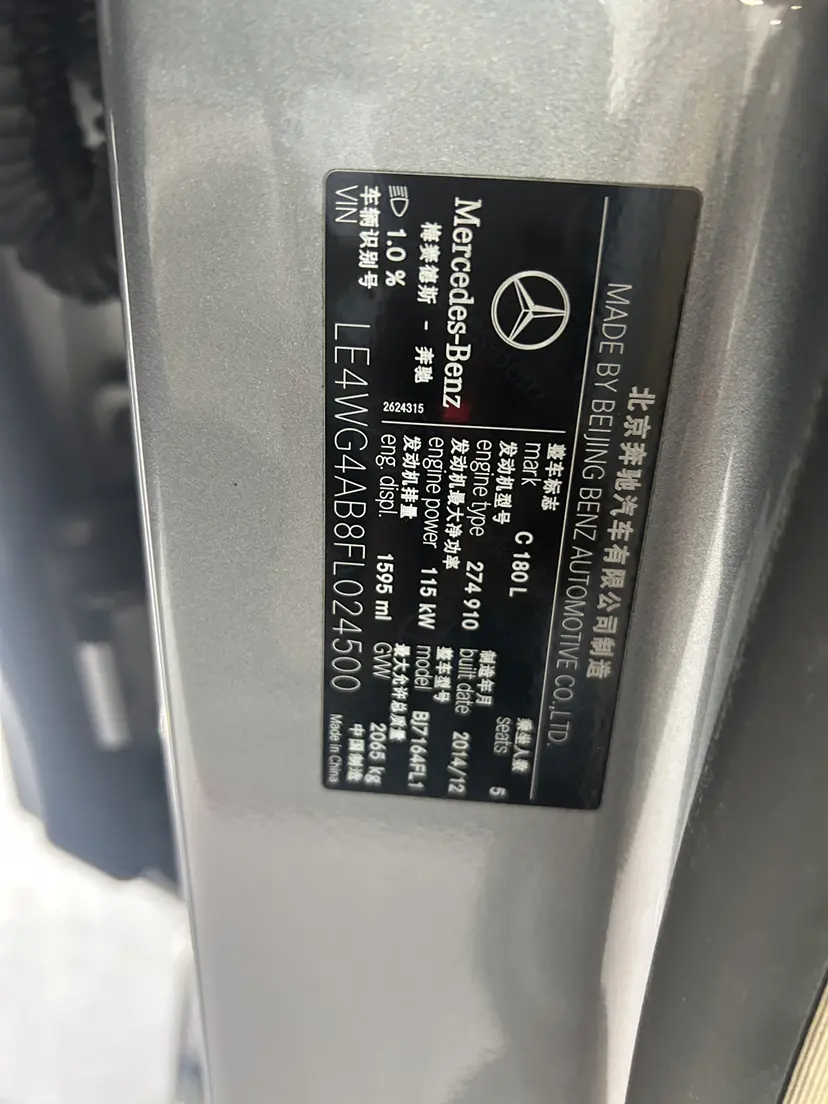 北京奔驰汽车有限公司制造
MADE BY BEIJING BENZ AUTOMOTIVE CO.,LTD.
Mercedes-Benz
梅赛德斯 - 奔驰
2624315
整车标志
mark C 180 L
乘坐人数
seats 5
发动机型号
engine type 274 910
制造年月
built date 2014/12
发动机最大净功率
engine power 115 kW
整车型号
model BJ7164FL1
发动机排量
eng. displ. 1595 ml
最大允许总质量
GVW 2065 kg
1.0 %
车辆识别号
VIN LE4WG4AB8FL024500
中国制造
Made in China